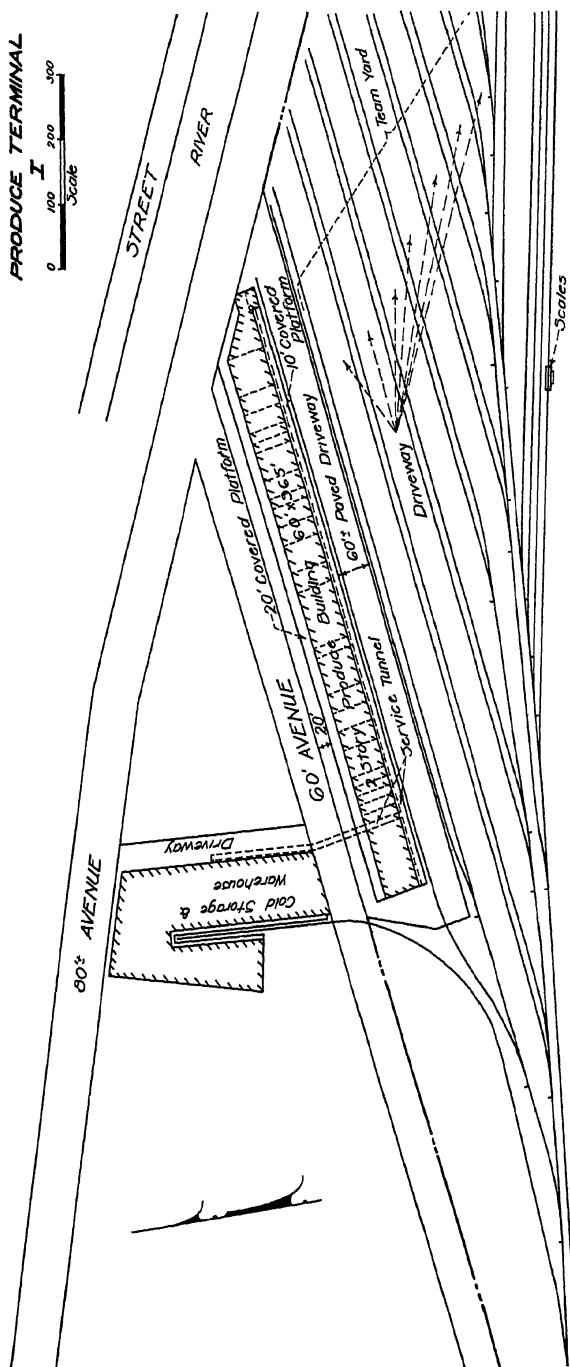 PRODUCE TERMINAL
I
0 100 200 300
Scale
STREET
RIVER
80'± AVENUE
Driveway
Cold Storage &
Warehouse
60' AVENUE
20' Covered Platform
± 20'
2 Story Produce Building 60' x 965'
10' Covered
Platform
60'± Paved Driveway
Service Tunnel
Driveway
Team Yard
Scales